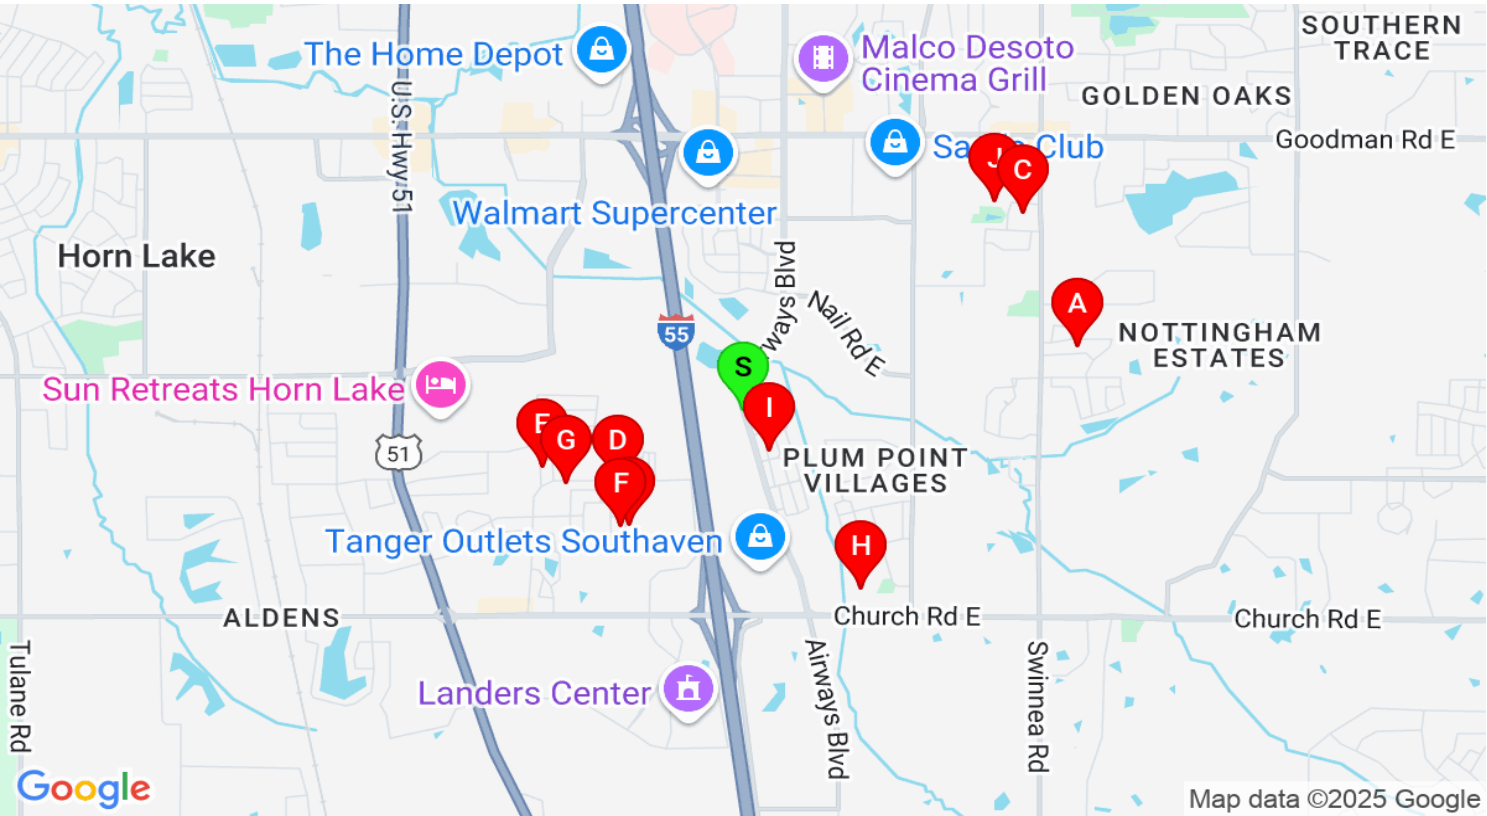 SOUTHERN
TRACE
The Home Depot
Malco Desoto
Cinema Grill
U.S. Hwy 51
GOLDEN OAKS
Goodman Rd E
Club
J
C
Walmart Supercenter
Horn Lake
Airways Blvd
Nail Rd E
A
55
NOTTINGHAM
ESTATES
S
Sun Retreats Horn Lake
I
E
G
D
51
PLUM POINT
VILLAGES
F
Tanger Outlets Southaven
H
ALDENS
Church Rd E
Church Rd E
Tulane Rd
Airways Blvd
Swinnea Rd
Landers Center
Google
Map data ©2025 Google